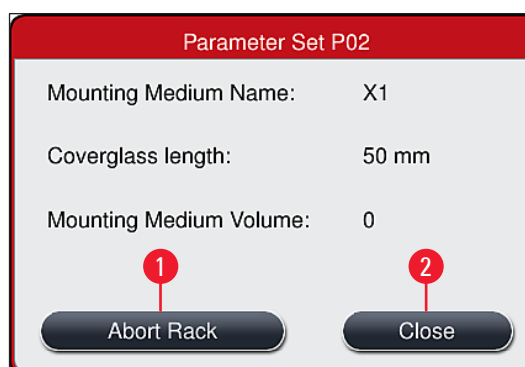 Parameter Set P02
Mounting Medium Name: X1
Coverglass length: 50 mm
Mounting Medium Volume: 0
1 2
Abort Rack Close